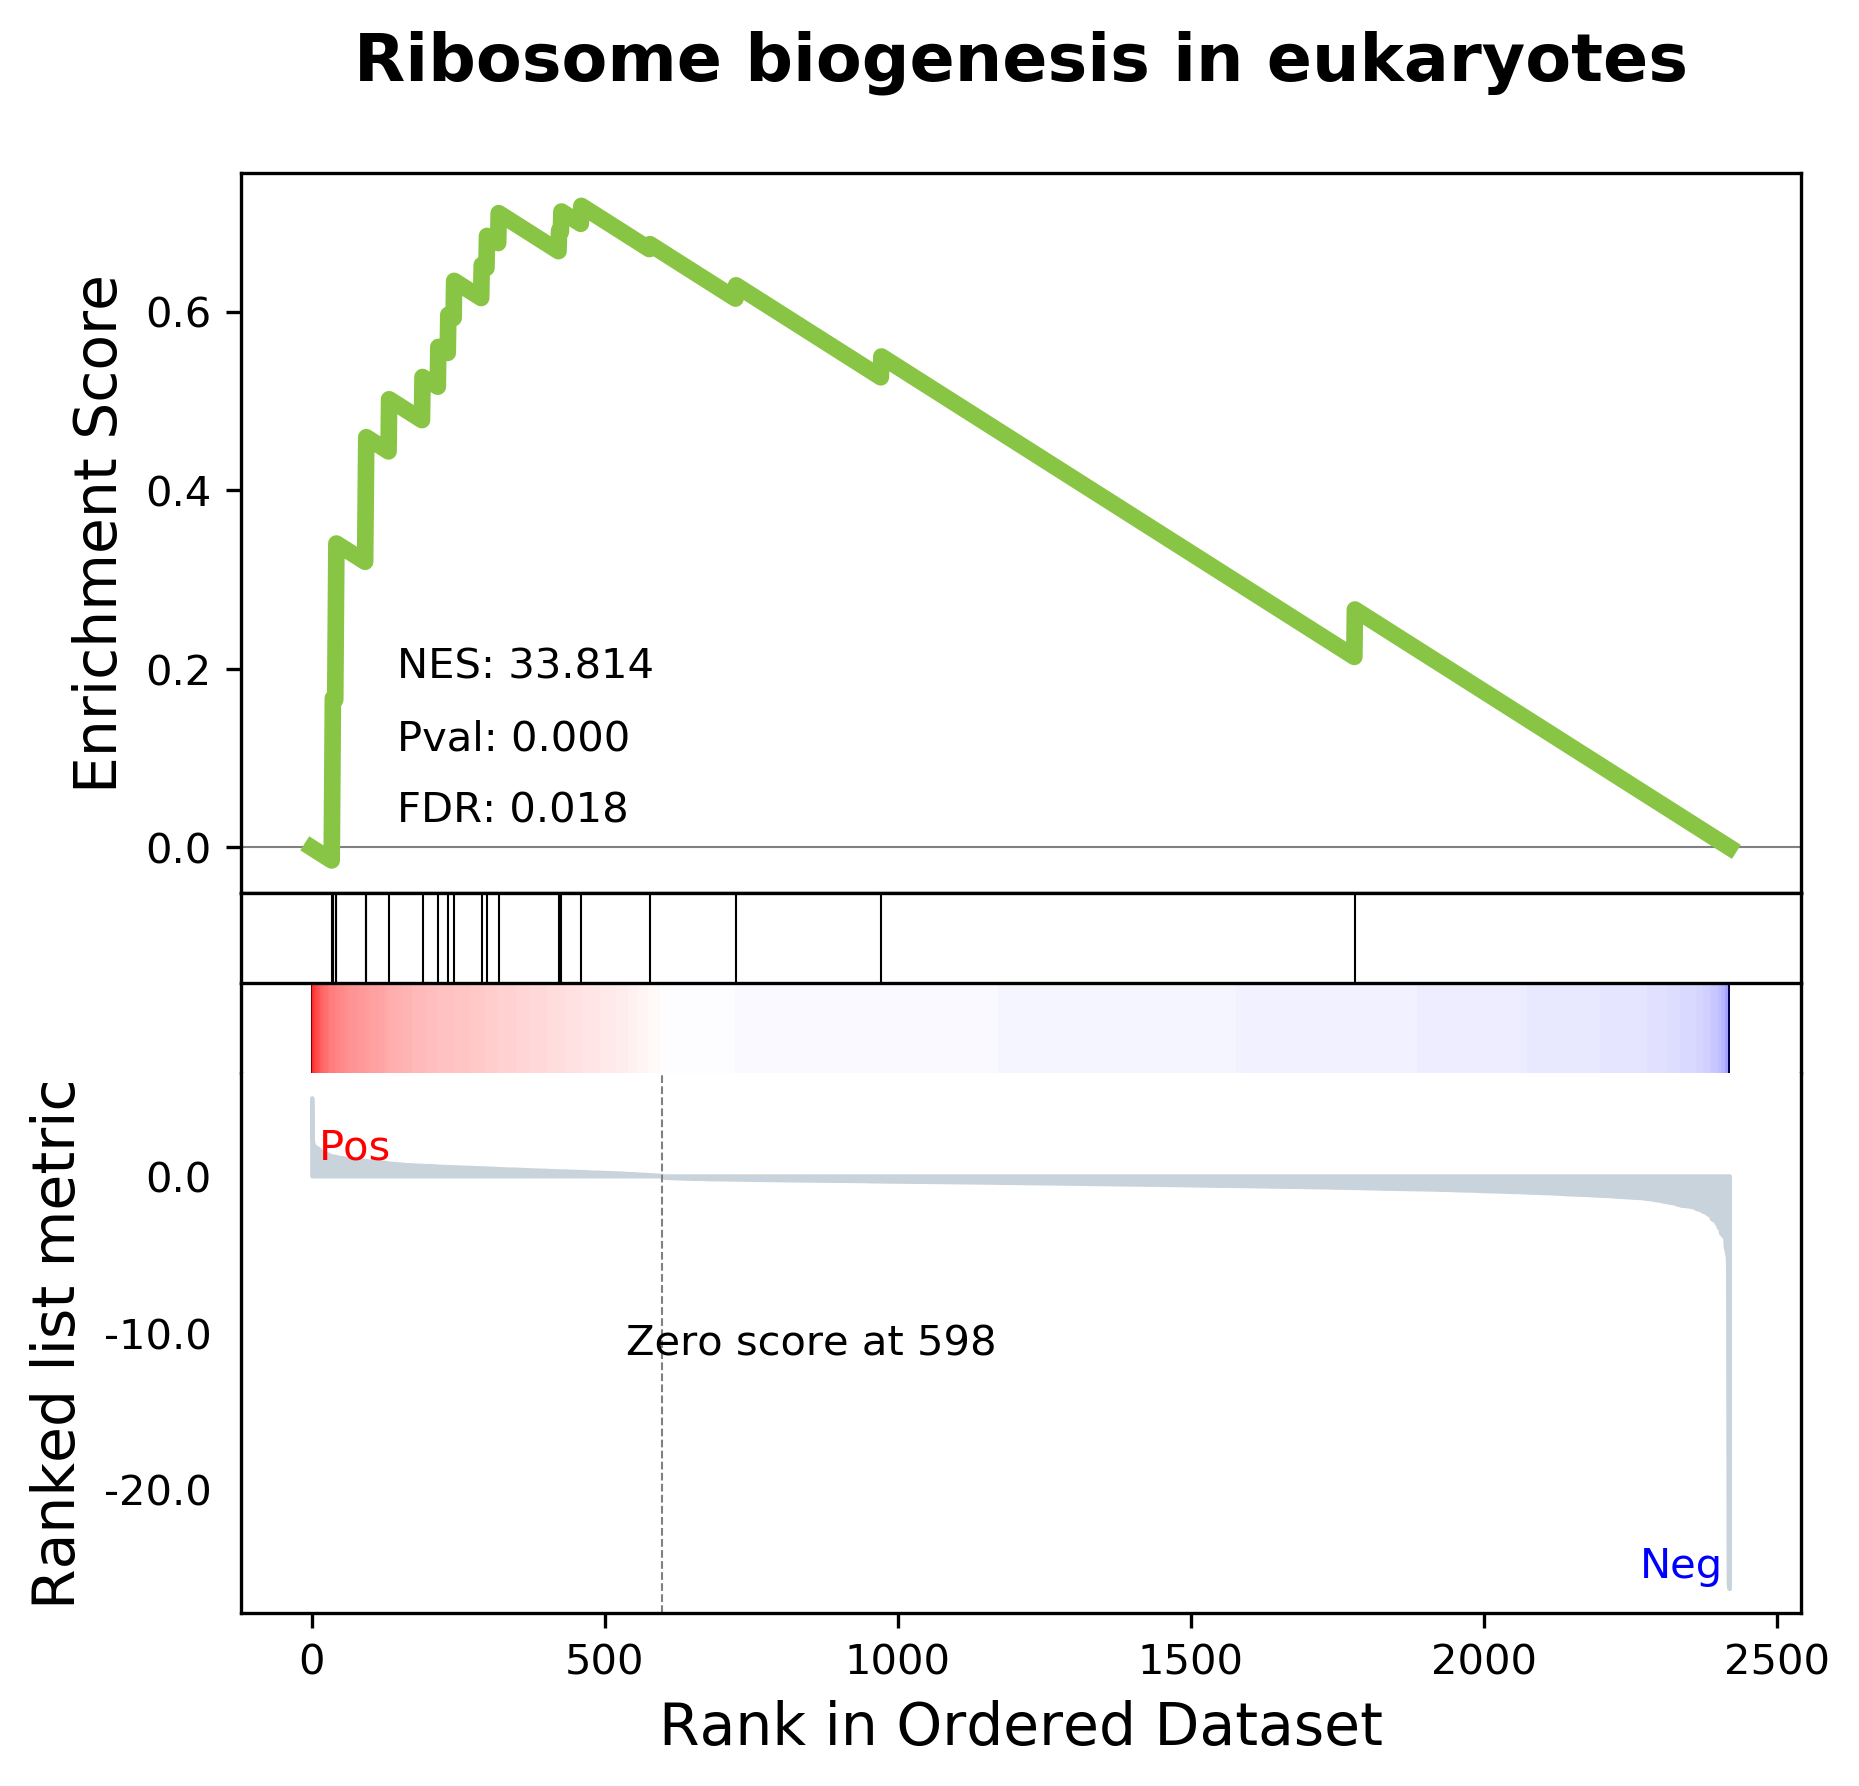 Ribosome biogenesis in eukaryotes
Enrichment Score
0.6
0.4
0.2
0.0
NES: 33.814
Pval: 0.000
FDR: 0.018
Ranked list metric
0.0
-10.0
-20.0
Pos
Zero score at 598
Neg
0 500 1000 1500 2000 2500
Rank in Ordered Dataset